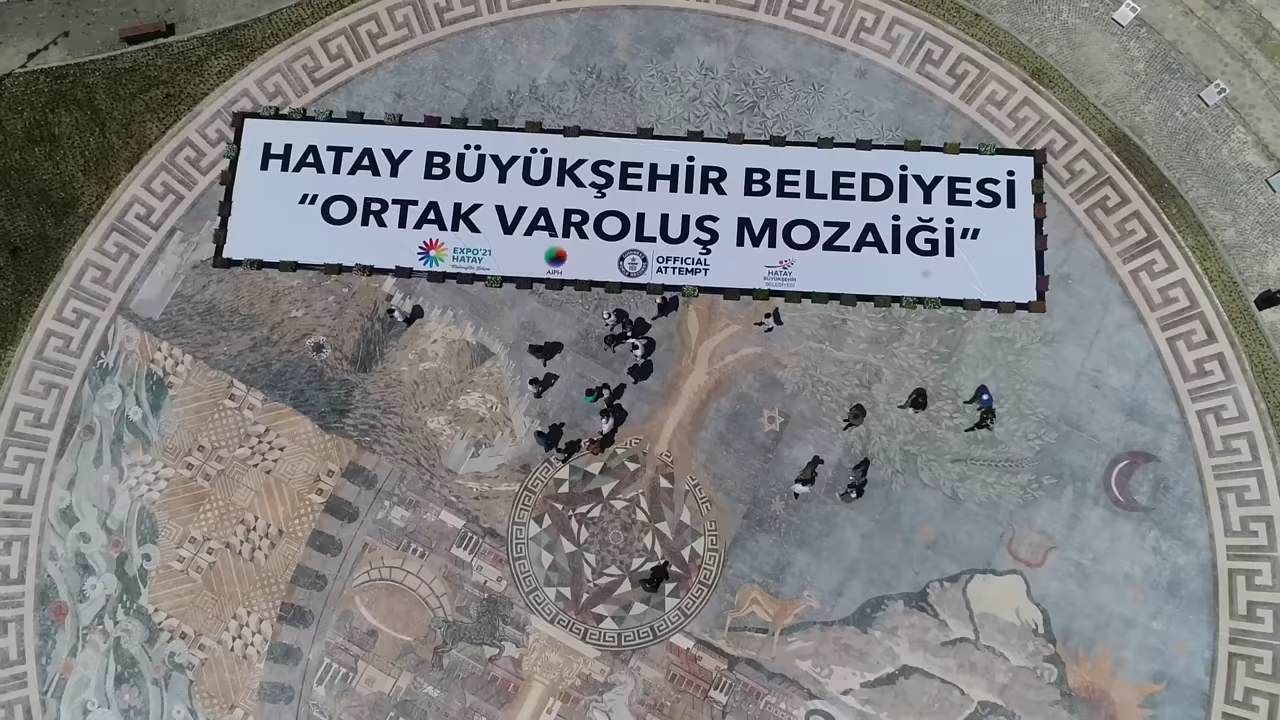 HATAY BÜYÜKŞEHİR BELEDİYESİ
“ORTAK VAROLUŞ MOZAİĞİ”
EXPO'21
HATAY
AIPH
OFFICIAL
ATTEMPT
HATAY
BÜYÜKŞEHİR
BELEDİYESİ